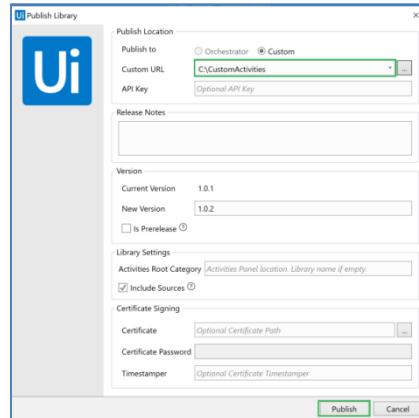 Ui Publish Library
Ui
Publish Location
Publish to Orchestrator Custom
Custom URL C:\CustomActivities ...
API Key Optional API Key
Release Notes
Version
Current Version 1.0.1
New Version 1.0.2
Is Prerelease ?
Library Settings
Activities Root Category Activities Panel location. Library name if empty.
Include Sources ?
Certificate Signing
Certificate Optional Certificate Path ...
Certificate Password
Timestamper Optional Certificate Timestamper
Publish Cancel